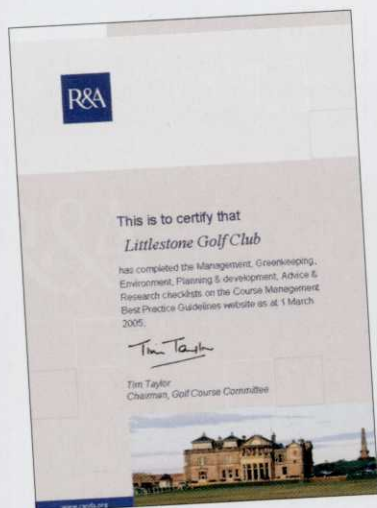 R&A
This is to certify that
Littlestone Golf Club
has completed the Management, Greenkeeping,
Environment, Planning & development, Advice &
Research checklists on the Course Management
Best Practice Guidelines website as at 1 March
2005.
Tim Taylor
Tim Taylor
Chairman, Golf Course Committee